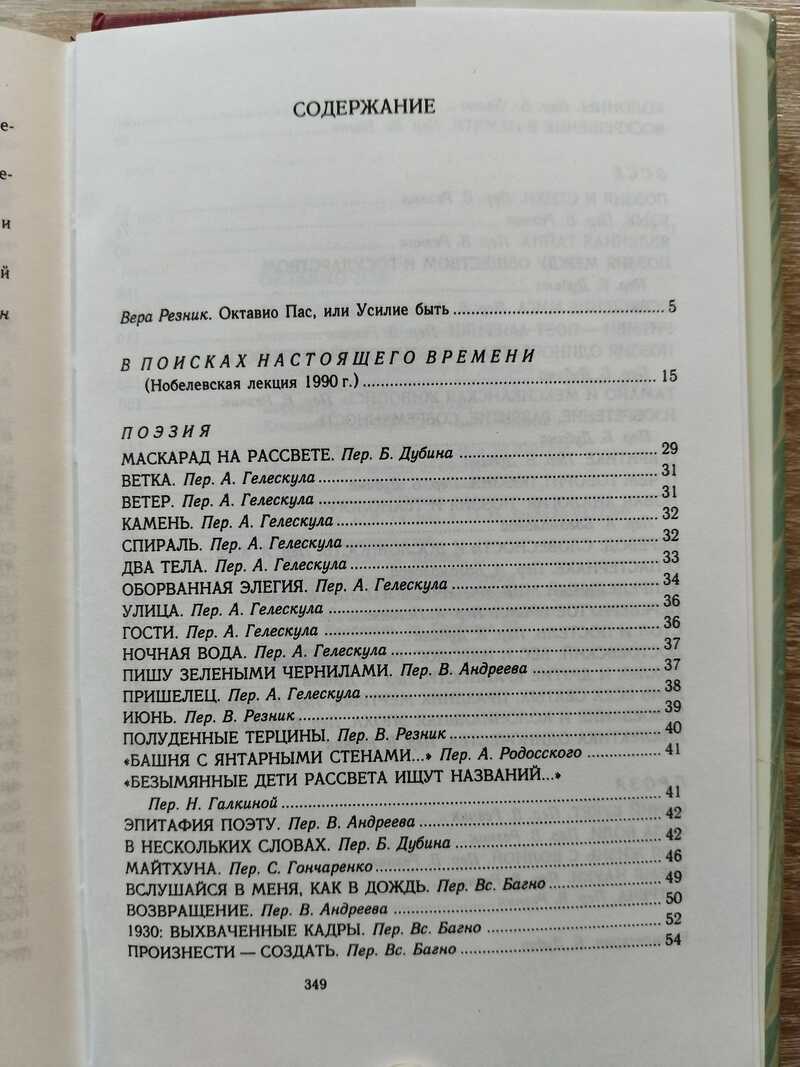 е-
е-
и
й
н
СОДЕРЖАНИЕ
Вера Резник. Октавио Пас, или Усилие быть 5
В ПОИСКАХ НАСТОЯЩЕГО ВРЕМЕНИ
(Нобелевская лекция 1990 г.) 15
ПОЭЗИЯ
МАСКАРАД НА РАССВЕТЕ. Пер. Б. Дубина 29
ВЕТКА. Пер. А. Гелескула 31
ВЕТЕР. Пер. А. Гелескула 31
КАМЕНЬ. Пер. А. Гелескула 32
СПИРАЛЬ. Пер. А. Гелескула 32
ДВА ТЕЛА. Пер. А. Гелескула 33
ОБОРВАННАЯ ЭЛЕГИЯ. Пер. А. Гелескула 34
УЛИЦА. Пер. А. Гелескула 36
ГОСТИ. Пер. А. Гелескула 36
НОЧНАЯ ВОДА. Пер. А. Гелескула 37
ПИШУ ЗЕЛЕНЫМИ ЧЕРНИЛАМИ. Пер. В. Андреева 37
ПРИШЕЛЕЦ. Пер. А. Гелескула 38
ИЮНЬ. Пер. В. Резник 39
ПОЛУДЕННЫЕ ТЕРЦИНЫ. Пер. В. Резник 40
«БАШНЯ С ЯНТАРНЫМИ СТЕНАМИ...» Пер. А. Родосского 41
«БЕЗЫМЯННЫЕ ДЕТИ РАССВЕТА ИЩУТ НАЗВАНИЙ...»
Пер. Н. Галкиной 41
ЭПИТАФИЯ ПОЭТУ. Пер. В. Андреева 42
В НЕСКОЛЬКИХ СЛОВАХ. Пер. Б. Дубина 42
МАЙТХУНА. Пер. С. Гончаренко 46
ВСЛУШАЙСЯ В МЕНЯ, КАК В ДОЖДЬ. Пер. Вс. Багно 49
ВОЗВРАЩЕНИЕ. Пер. В. Андреева 50
1930: ВЫХВАЧЕННЫЕ КАДРЫ. Пер. Вс. Багно 52
ПРОИЗНЕСТИ — СОЗДАТЬ. Пер. Вс. Багно 54
349